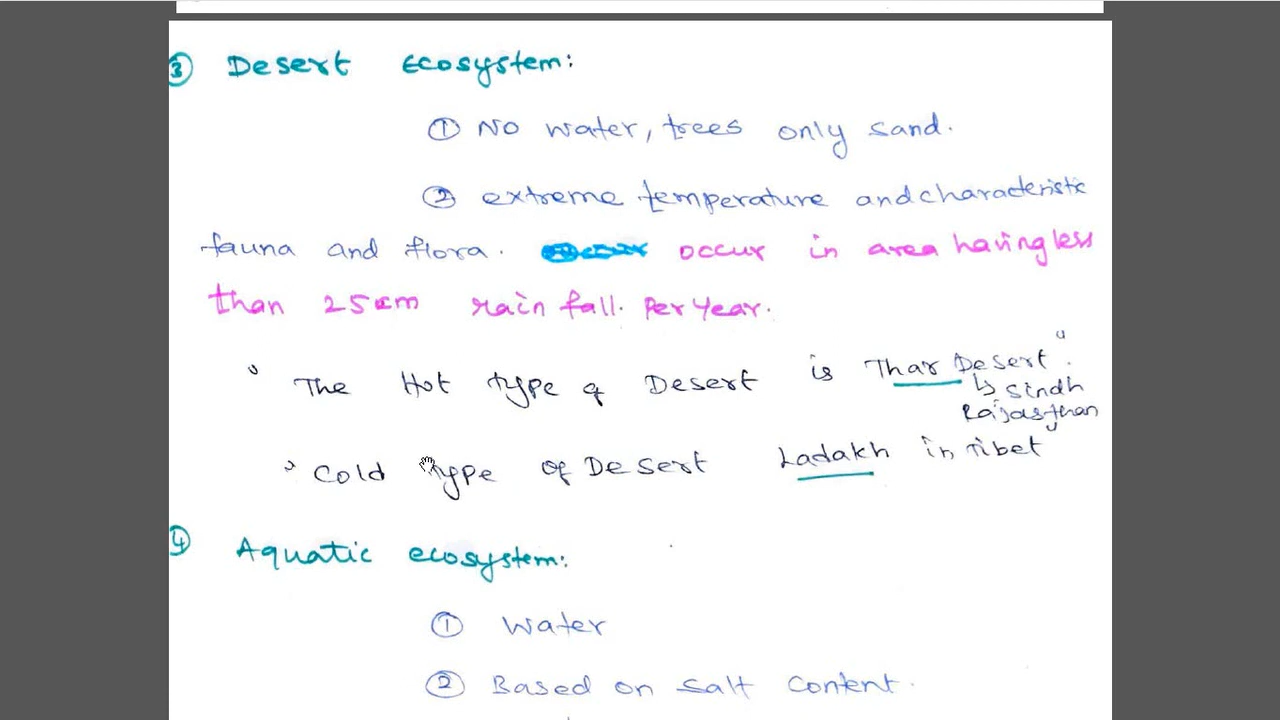 ③ Desert Ecosystem:
① No water, trees only sand.
② extreme temperature and characteristic
fauna and flora. occur in area having less
than 25cm rain fall. Per Year.
" The Hot type of Desert is Thar Desert".
↳ Sindh
Rajasthan
" Cold type of Desert Ladakh in Tibet"
④ Aquatic ecosystem:
① Water
② Based on salt content.